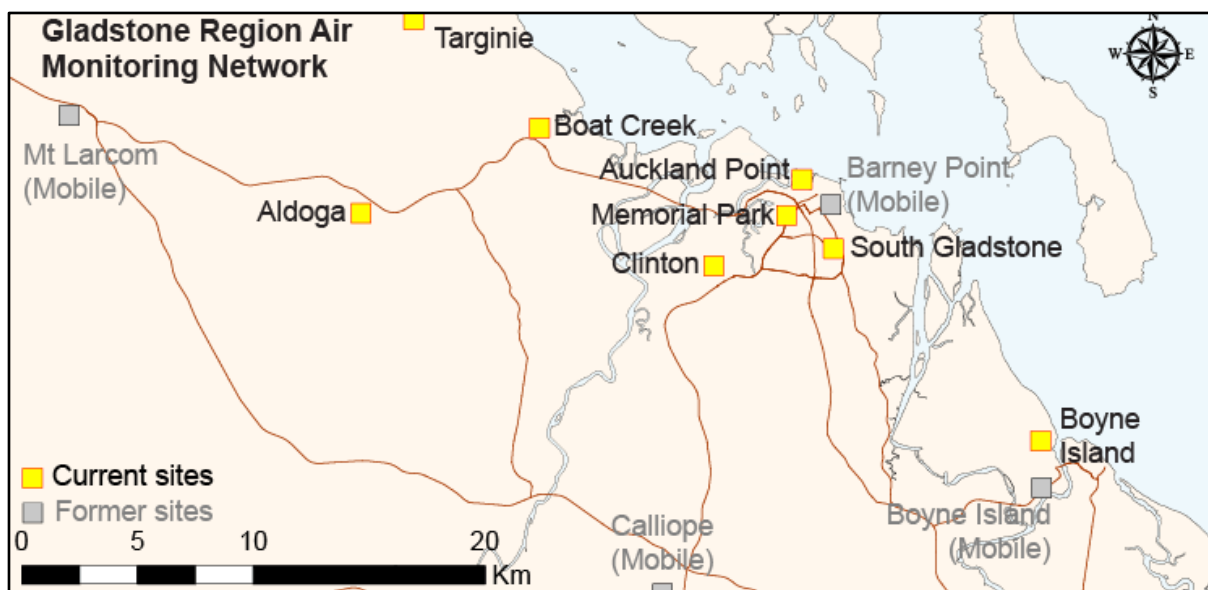 Gladstone Region Air
Monitoring Network
Targinie
N
W
E
S
Mt Larcom
(Mobile)
Boat Creek
Auckland Point
Barney Point
(Mobile)
Aldoga
Memorial Park
South Gladstone
Clinton
Boyne
Island
Current sites
Former sites
Calliope
(Mobile)
Boyne Island
(Mobile)
0
5
10
20
Km